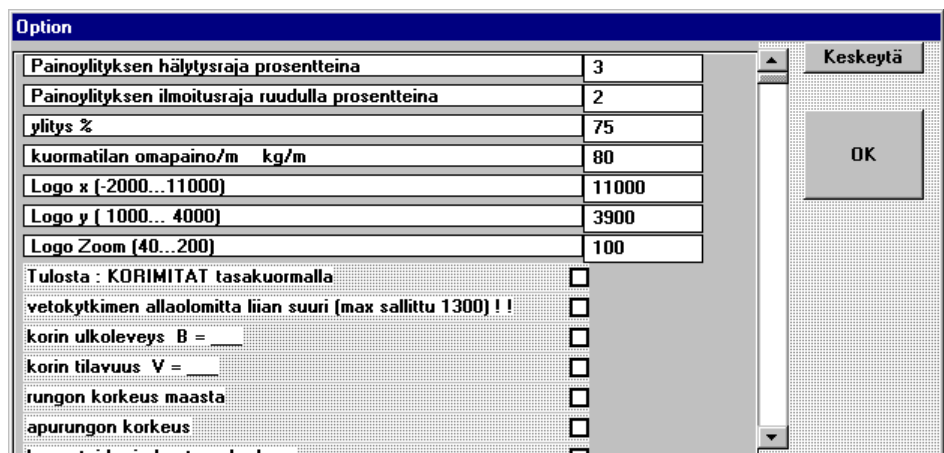 Option
Painoylityksen hälytysraja prosentteina 3
Keskeytä
Painoylityksen ilmoitusraja ruudulla prosentteina 2
ylitys % 75
kuormatilan omapaino/m kg/m 80
OK
Logo x (-2000...11000) 11000
Logo y ( 1000... 4000) 3900
Logo Zoom (40...200) 100
Tulosta : KORIMITAT tasakuormalla
vetokytkimen allaolomitta liian suuri (max sallittu 1300) ! !
korin ulkoleveys B = ___
korin tilavuus V = ___
rungon korkeus maasta
apurungon korkeus